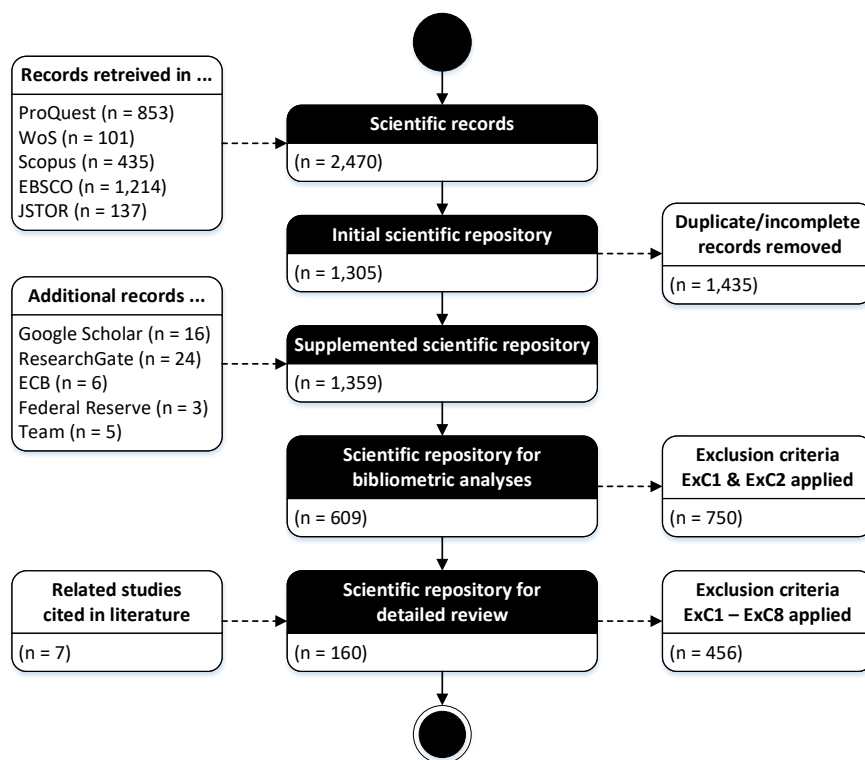 Records retreived in ...
ProQuest (n = 853)
WoS (n = 101)
Scopus (n = 435)
EBSCO (n = 1,214)
JSTOR (n = 137)
Scientific records
(n = 2,470)
Initial scientific repository
(n = 1,305)
Duplicate/incomplete
records removed
(n = 1,435)
Additional records ...
Google Scholar (n = 16)
ResearchGate (n = 24)
ECB (n = 6)
Federal Reserve (n = 3)
Team (n = 5)
Supplemented scientific repository
(n = 1,359)
Scientific repository for
bibliometric analyses
(n = 609)
Exclusion criteria
ExC1 & ExC2 applied
(n = 750)
Related studies
cited in literature
(n = 7)
Scientific repository for
detailed review
(n = 160)
Exclusion criteria
ExC1 – ExC8 applied
(n = 456)